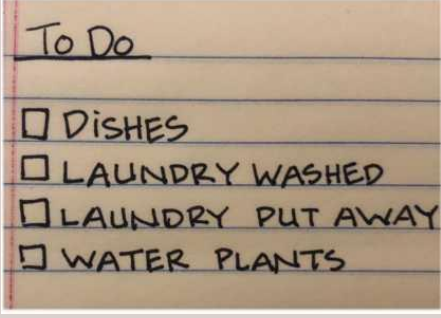 To Do
☐ DiSHES
☐ LAUNDRY WASHED
☐ LAUNDRY PUT AWAY
☐ WATER PLANTS